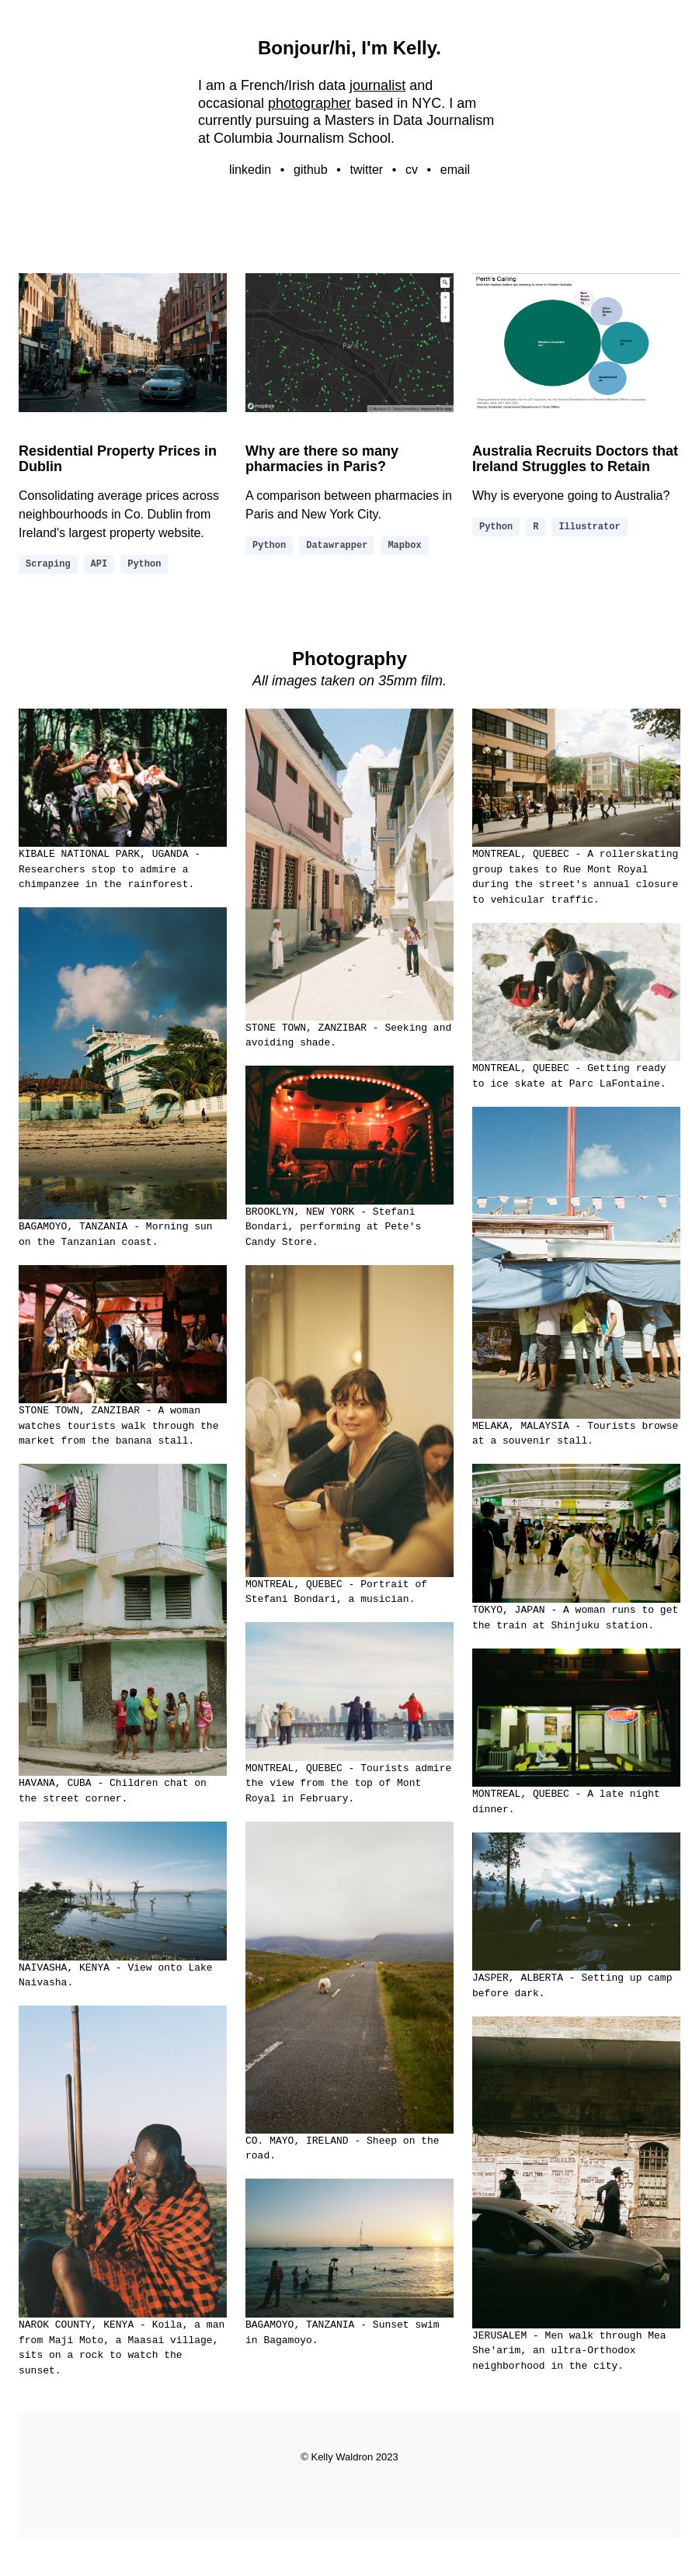 Bonjour/hi, I'm Kelly.
I am a French/Irish data journalist and
occasional photographer based in NYC. I am
currently pursuing a Masters in Data Journalism
at Columbia Journalism School.
linkedin • github • twitter • cv • email
Perth's Calling
Paris
mapbox
Residential Property Prices in
Dublin
Consolidating average prices across
neighbourhoods in Co. Dublin from
Ireland's largest property website.
Scraping API Python
Why are there so many
pharmacies in Paris?
A comparison between pharmacies in
Paris and New York City.
Python Datawrapper Mapbox
Australia Recruits Doctors that
Ireland Struggles to Retain
Why is everyone going to Australia?
Python R Illustrator
Photography
All images taken on 35mm film.
KIBALE NATIONAL PARK, UGANDA -
Researchers stop to admire a
chimpanzee in the rainforest.
BAGAMOYO, TANZANIA - Morning sun
on the Tanzanian coast.
STONE TOWN, ZANZIBAR - A woman
watches tourists walk through the
market from the banana stall.
HAVANA, CUBA - Children chat on
the street corner.
NAIVASHA, KENYA - View onto Lake
Naivasha.
NAROK COUNTY, KENYA - Koila, a man
from Maji Moto, a Maasai village,
sits on a rock to watch the
sunset.
STONE TOWN, ZANZIBAR - Seeking and
avoiding shade.
BROOKLYN, NEW YORK - Stefani
Bondari, performing at Pete's
Candy Store.
MONTREAL, QUEBEC - Portrait of
Stefani Bondari, a musician.
MONTREAL, QUEBEC - Tourists admire
the view from the top of Mont
Royal in February.
CO. MAYO, IRELAND - Sheep on the
road.
BAGAMOYO, TANZANIA - Sunset swim
in Bagamoyo.
MONTREAL, QUEBEC - A rollerskating
group takes to Rue Mont Royal
during the street's annual closure
to vehicular traffic.
MONTREAL, QUEBEC - Getting ready
to ice skate at Parc LaFontaine.
MELAKA, MALAYSIA - Tourists browse
at a souvenir stall.
TOKYO, JAPAN - A woman runs to get
the train at Shinjuku station.
FRITES
MONTREAL, QUEBEC - A late night
dinner.
JASPER, ALBERTA - Setting up camp
before dark.
JERUSALEM - Men walk through Mea
She'arim, an ultra-Orthodox
neighborhood in the city.
© Kelly Waldron 2023